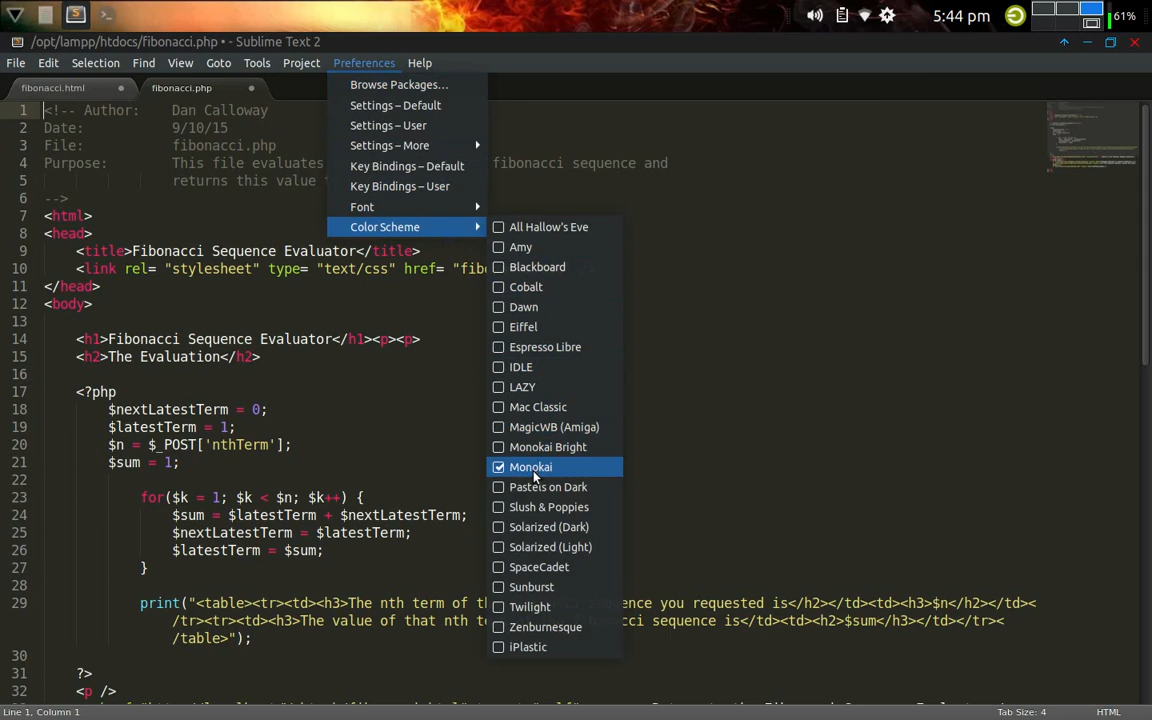 5:44 pm
61%
/opt/lampp/htdocs/fibonacci.php • - Sublime Text 2
File Edit Selection Find View Goto Tools Project Preferences Help
fibonacci.html
fibonacci.php
Browse Packages…
Settings – Default
Settings – User
Settings – More
Key Bindings – Default
Key Bindings – User
Font
Color Scheme
All Hallow's Eve
Amy
Blackboard
Cobalt
Dawn
Eiffel
Espresso Libre
IDLE
LAZY
Mac Classic
MagicWB (Amiga)
Monokai Bright
Monokai
Pastels on Dark
Slush & Poppies
Solarized (Dark)
Solarized (Light)
SpaceCadet
Sunburst
Twilight
Zenburnesque
iPlastic
1 <!-- Author: Dan Calloway
2 Date: 9/10/15
3 File: fibonacci.php
4 Purpose: This file evaluates fibonacci sequence and
5 returns this value
6 -->
7 <html>
8 <head>
9 <title>Fibonacci Sequence Evaluator</title>
10 <link rel= "stylesheet" type= "text/css" href= "fib
11 </head>
12 <body>
13
14 <h1>Fibonacci Sequence Evaluator</h1><p><p>
15 <h2>The Evaluation</h2>
16
17 <?php
18 $nextLatestTerm = 0;
19 $latestTerm = 1;
20 $n = $_POST['nthTerm'];
21 $sum = 1;
22
23 for($k = 1; $k < $n; $k++) {
24 $sum = $latestTerm + $nextLatestTerm;
25 $nextLatestTerm = $latestTerm;
26 $latestTerm = $sum;
27 }
28
29 print("<table><tr><td><h3>The nth term of you requested is</h2></td><td><h3>$n</h2></td><
/tr><tr><td><h3>The value of that nth sequence is</td><td><h2>$sum</h3></td></tr><
/table>");
30
31 ?>
32 <p />
Line 1, Column 1
Tab Size: 4
HTML